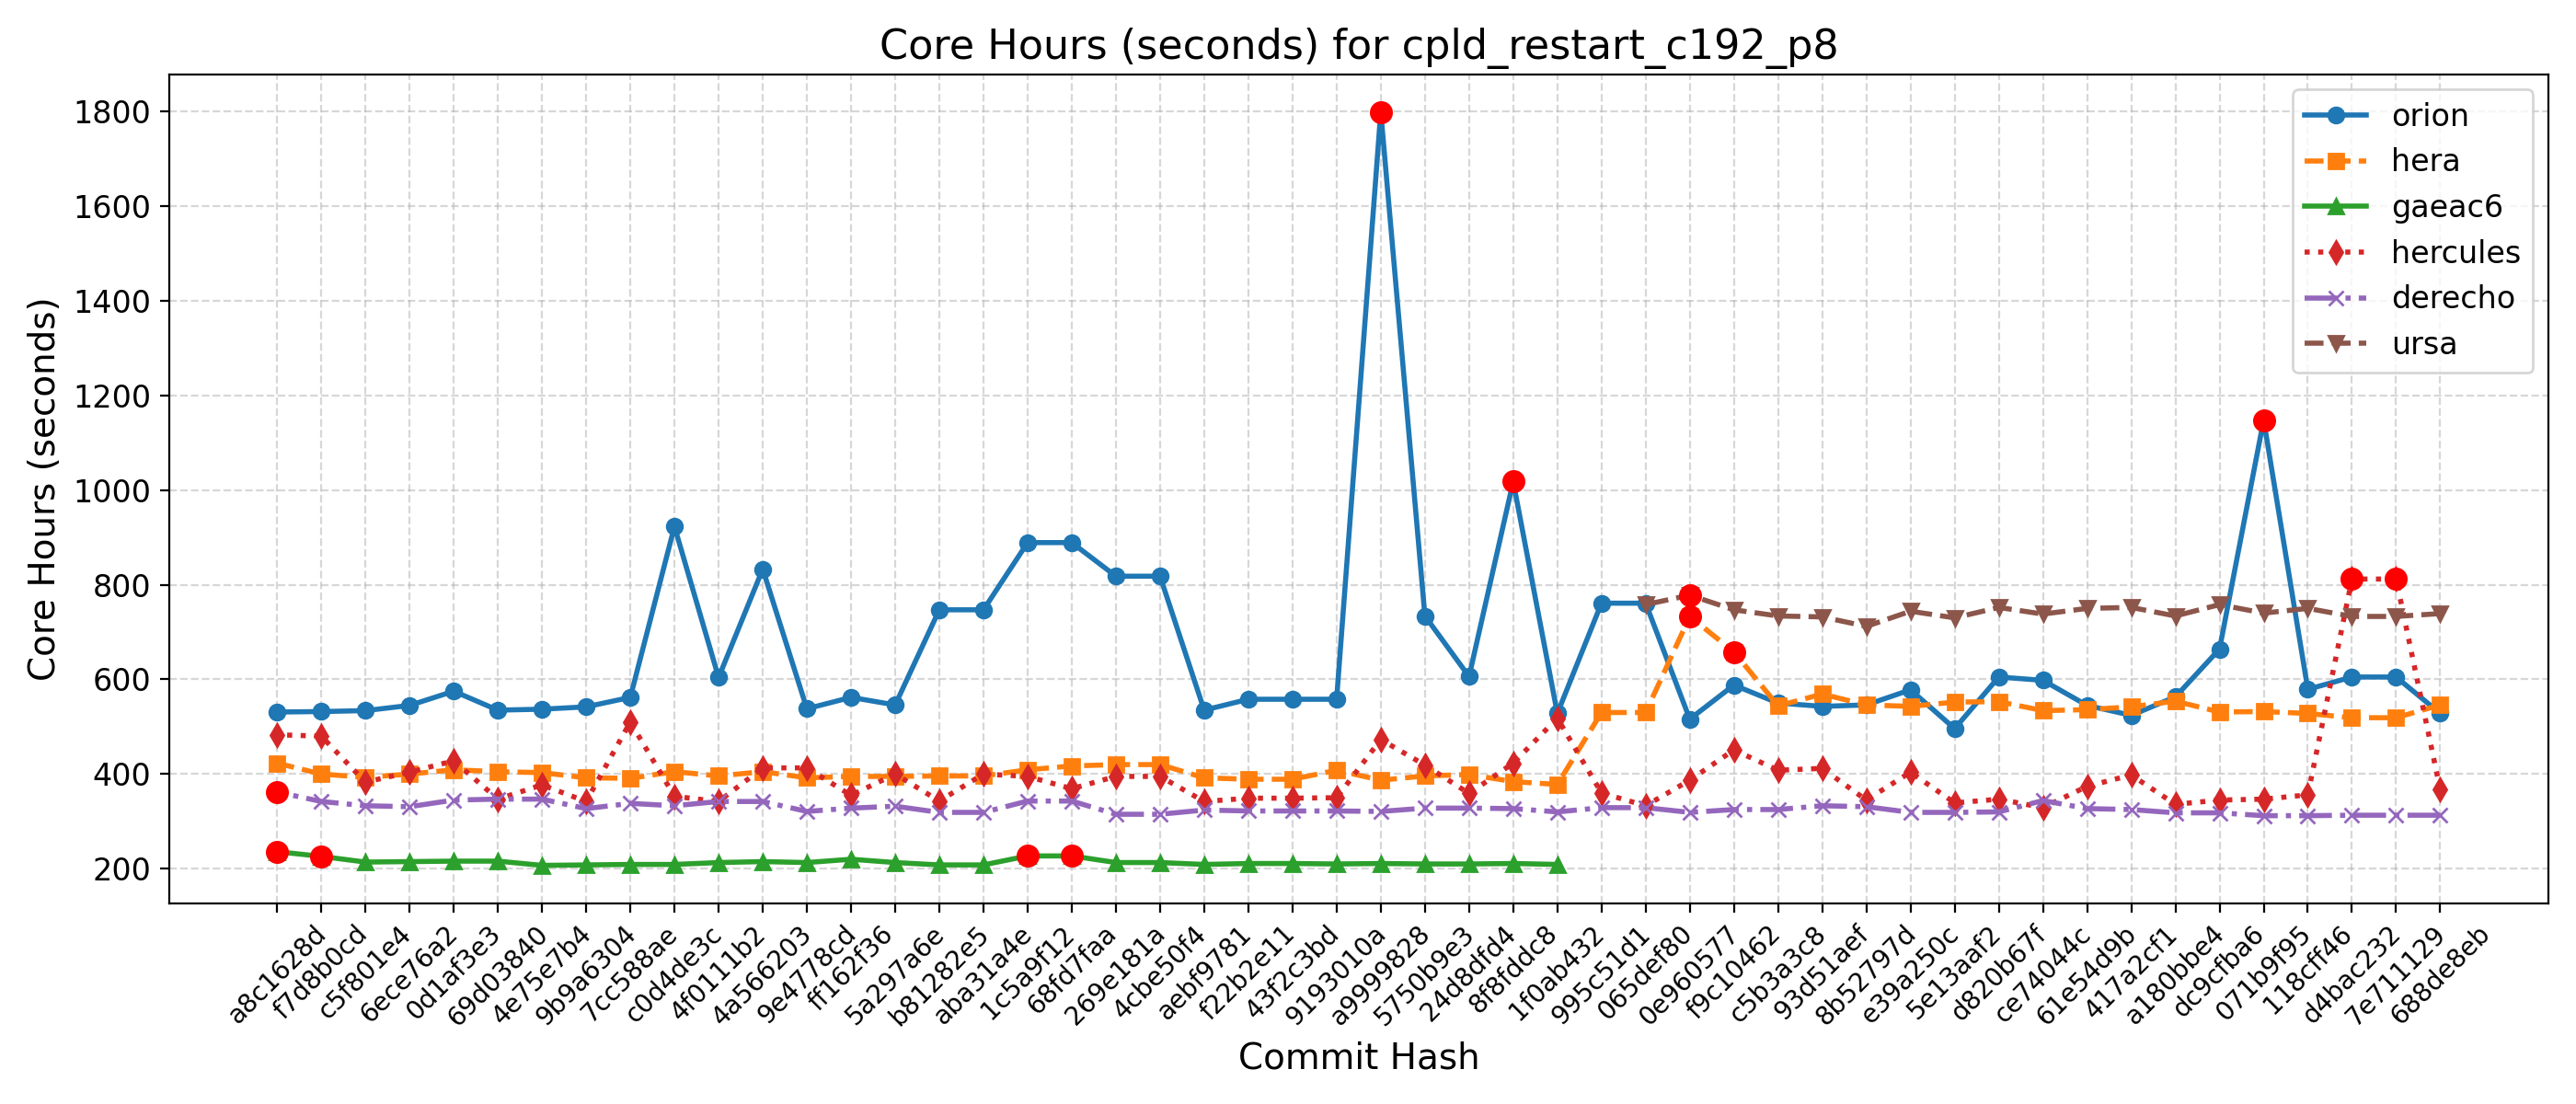 Core Hours (seconds) for cpld_restart_c192_p8
Core Hours (seconds)
1800
1600
1400
1200
1000
800
600
400
200
orion
hera
gaeac6
hercules
derecho
ursa
a8c1628d
f7d8b0cd
c5f801e4
6ece76a2
0d1af3e3
69d03840
4e75e7b4
9b9a6304
7cc588ae
c0d4de3c
4f0111b2
4a566203
9e4778cd
ff162f36
5a297a6e
b81282e5
aba31a4e
1c5a9f12
68fd7faa
269e181a
4cbe50f4
aebf9781
f22b2e11
43f2c3bd
9193010a
a9999828
5750b9e3
24d8dfd4
8f8fddc8
1f0ab432
995c51d1
065def80
0e960577
f9c10462
c5b3a3c8
93d51aef
8b52797d
e39a250c
5e13aaf2
d820b67f
ce74044c
61e54d9b
417a2cf1
a180bbe4
dc9cfba6
071b9f95
118cff46
d4bac232
7e711129
688de8eb
Commit Hash